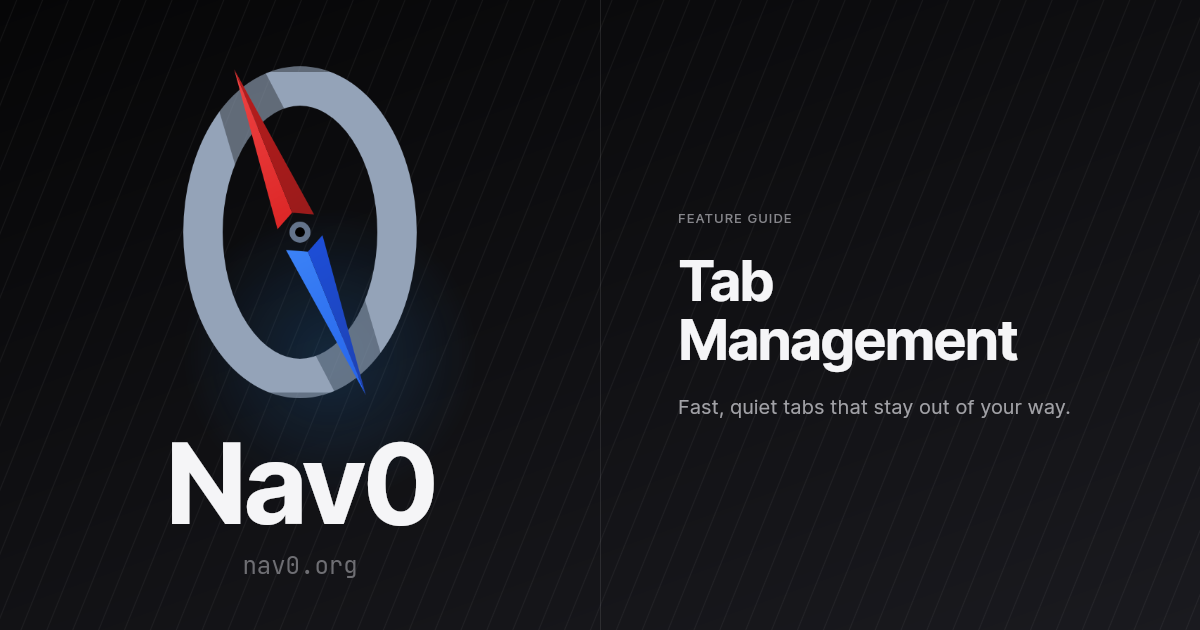 Nav0
nav0.org
FEATURE GUIDE
Tab
Management
Fast, quiet tabs that stay out of your way.